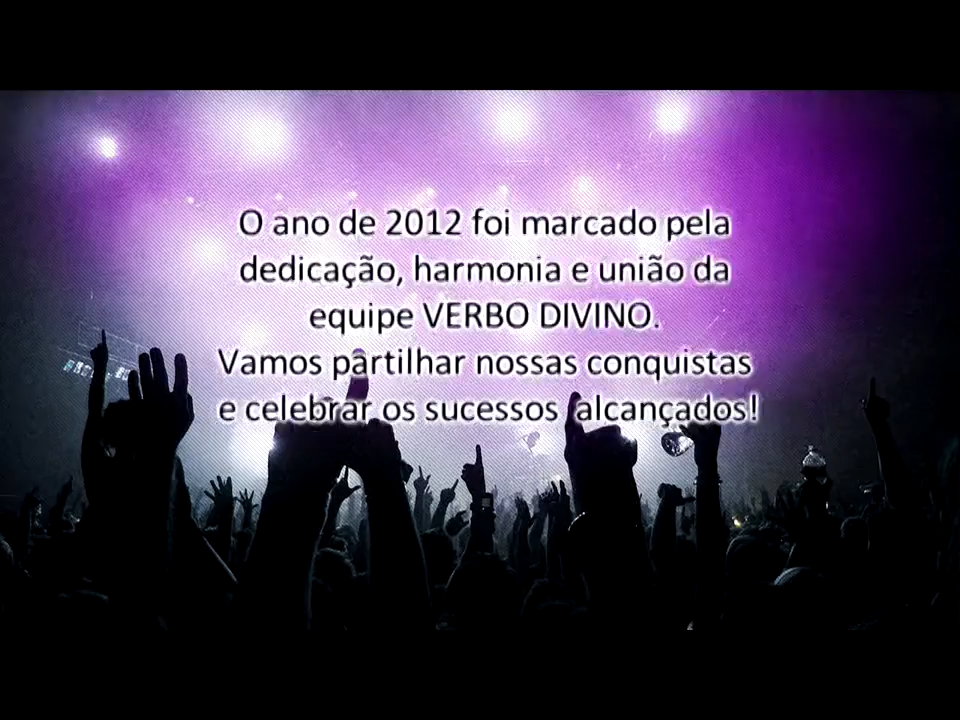 O ano de 2012 foi marcado pela
dedicação, harmonia e união da
equipe VERBO DIVINO.
Vamos partilhar nossas conquistas
e celebrar os sucessos alcançados!